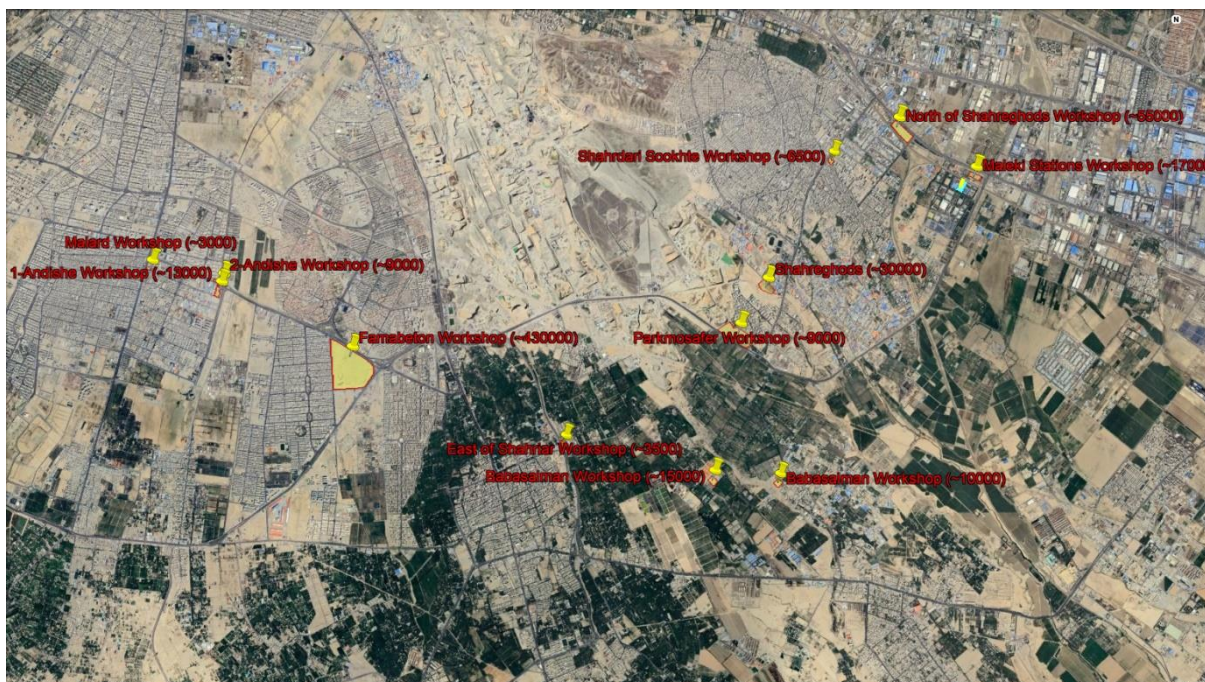 N
North of Shahreghods Workshop (~55000)
Shahrdari Sookhte Workshop (~6500)
Maleki Stations Workshop (~1700
Malard Workshop (~3000)
2-Andishe Workshop (~9000)
1-Andishe Workshop (~13000)
Shahreghods (~30000)
Farnabeton Workshop (~430000)
Parkmosafer Workshop (~9000)
East of Shahriar Workshop (~3500)
Babasalman Workshop (~15000)
Babasalman Workshop (~10000)